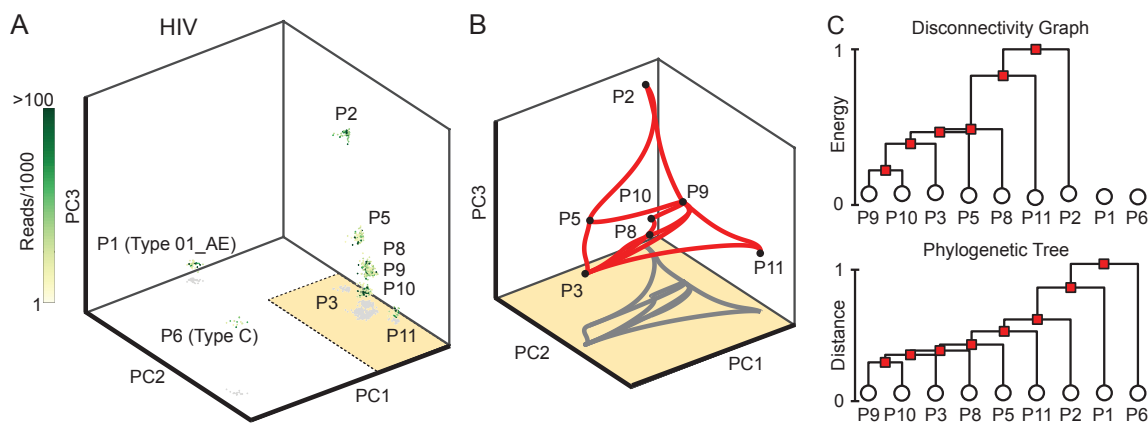 A
HIV
>100
Reads/1000
1
PC3
PC2
PC1
P2
P5
P8
P9
P10
P3
P11
P1 (Type 01_AE)
P6 (Type C)
B
PC3
PC2
PC1
P2
P10
P9
P5
P8
P11
P3
C
Disconnectivity Graph
1
Energy
0
P9 P10 P3 P5 P8 P11 P2 P1 P6
Phylogenetic Tree
1
Distance
0
P9 P10 P3 P8 P5 P11 P2 P1 P6